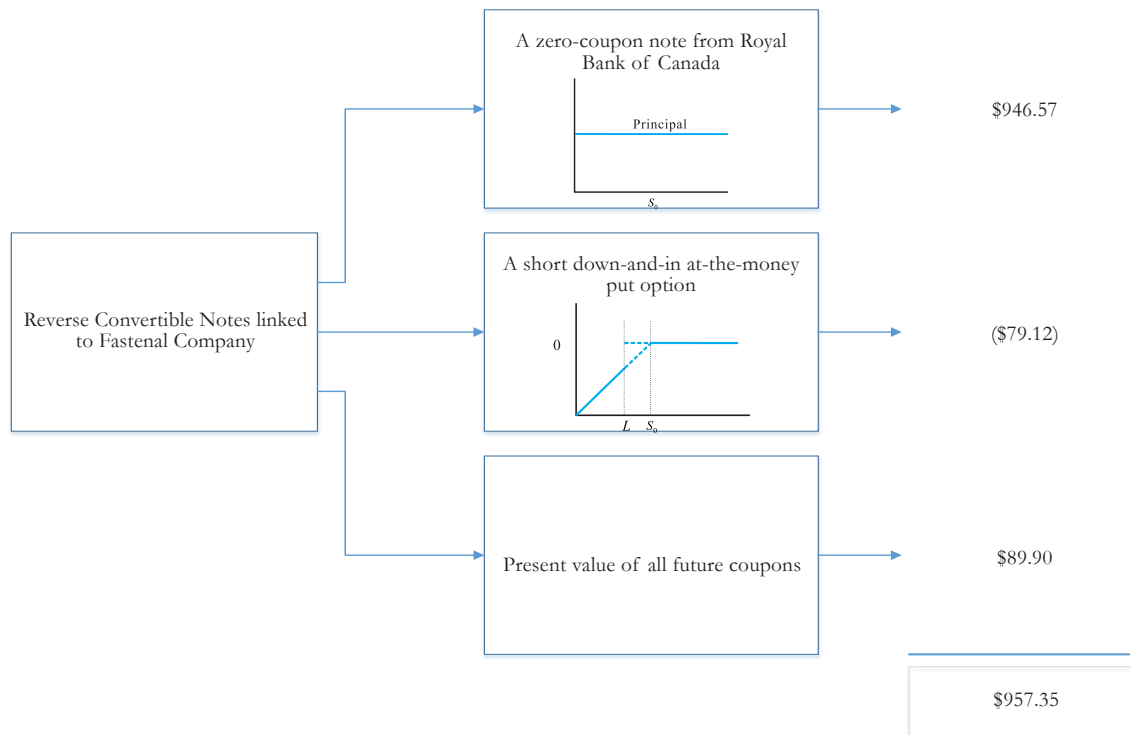 A zero-coupon note from Royal
Bank of Canada
Principal
S₀
$946.57
Reverse Convertible Notes linked
to Fastenal Company
A short down-and-in at-the-money
put option
0
L S₀
($79.12)
Present value of all future coupons
$89.90
$957.35